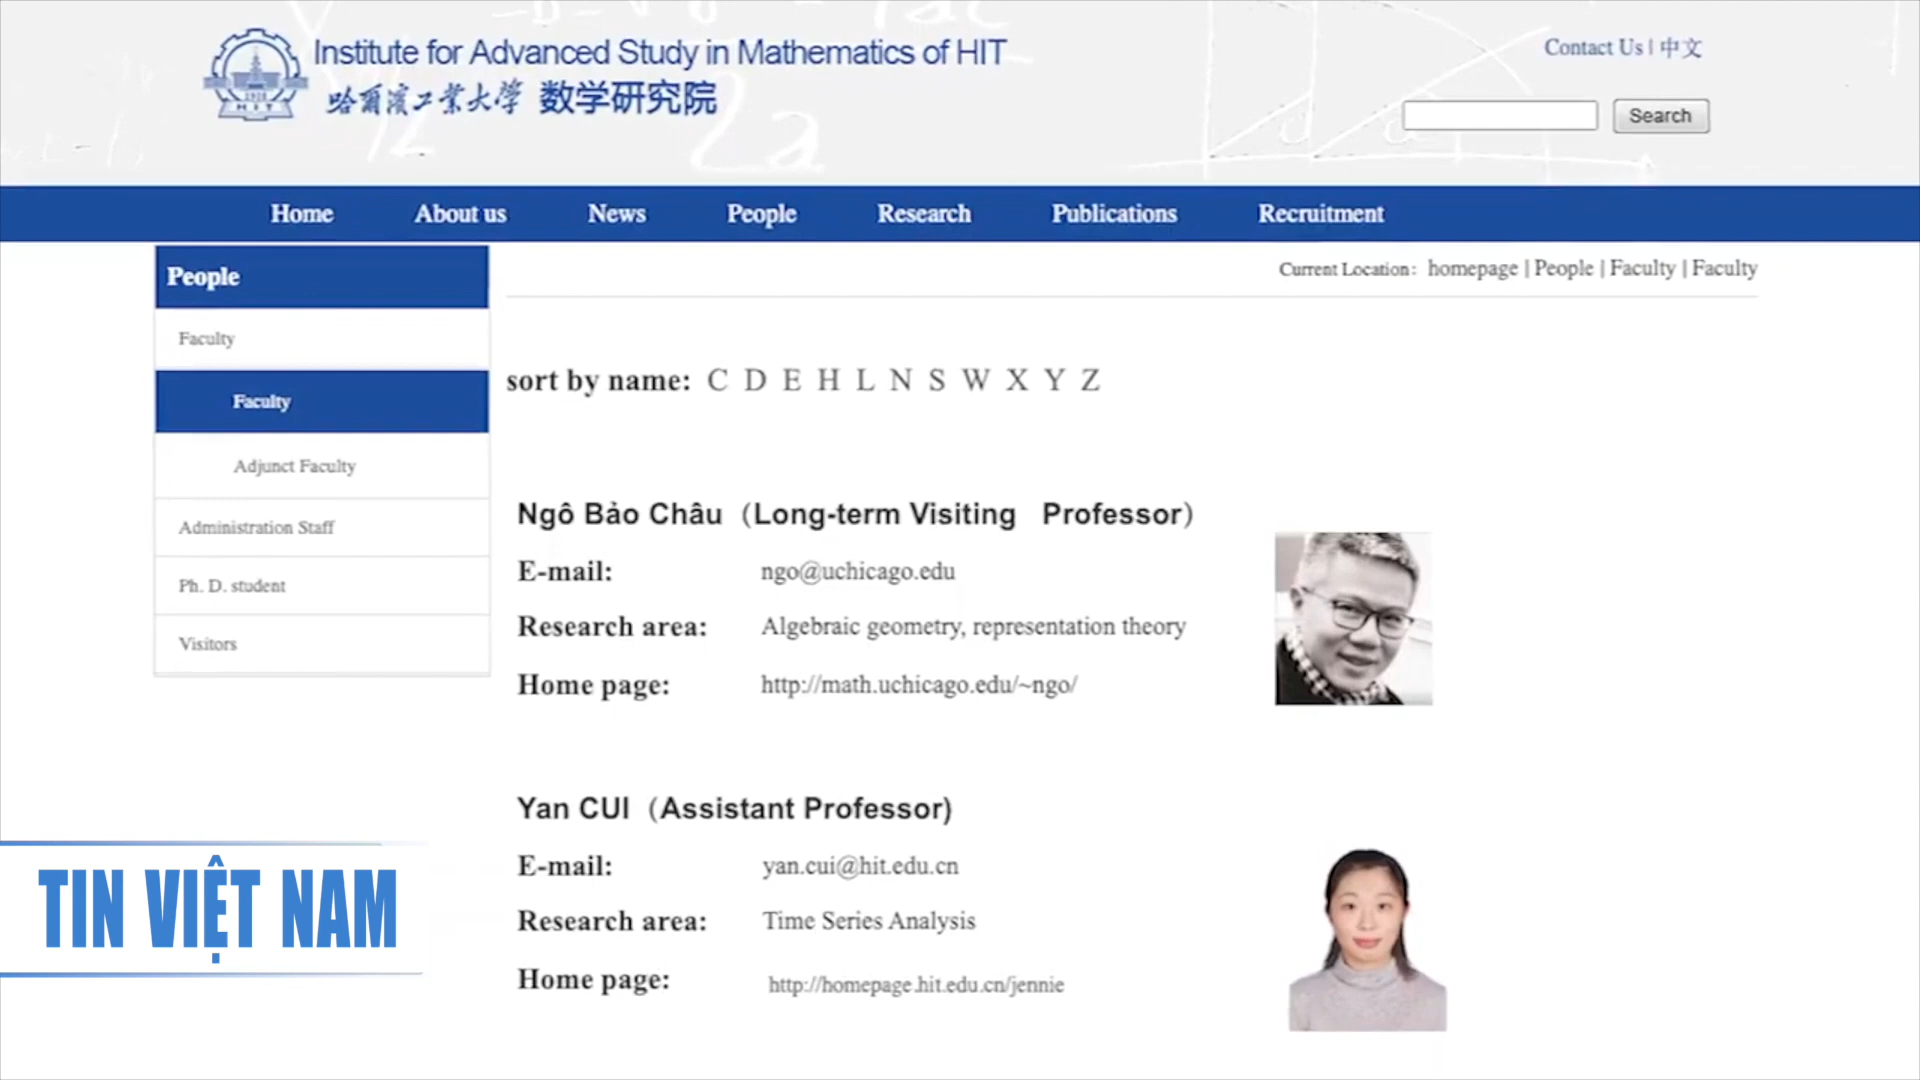 Institute for Advanced Study in Mathematics of HIT
哈爾濱工業大學 数学研究院
1920
HIT
Contact Us | 中文
Search
Home About us News People Research Publications Recruitment
People
Current Location: homepage | People | Faculty | Faculty
Faculty
Faculty
Adjunct Faculty
Administration Staff
Ph. D. student
Visitors
sort by name: C D E H L N S W X Y Z
Ngô Bảo Châu（Long-term Visiting Professor）
E-mail: ngo@uchicago.edu
Research area: Algebraic geometry, representation theory
Home page: http://math.uchicago.edu/~ngo/
Yan CUI（Assistant Professor)
E-mail: yan.cui@hit.edu.cn
Research area: Time Series Analysis
Home page: http://homepage.hit.edu.cn/jennie
TIN VIỆT NAM